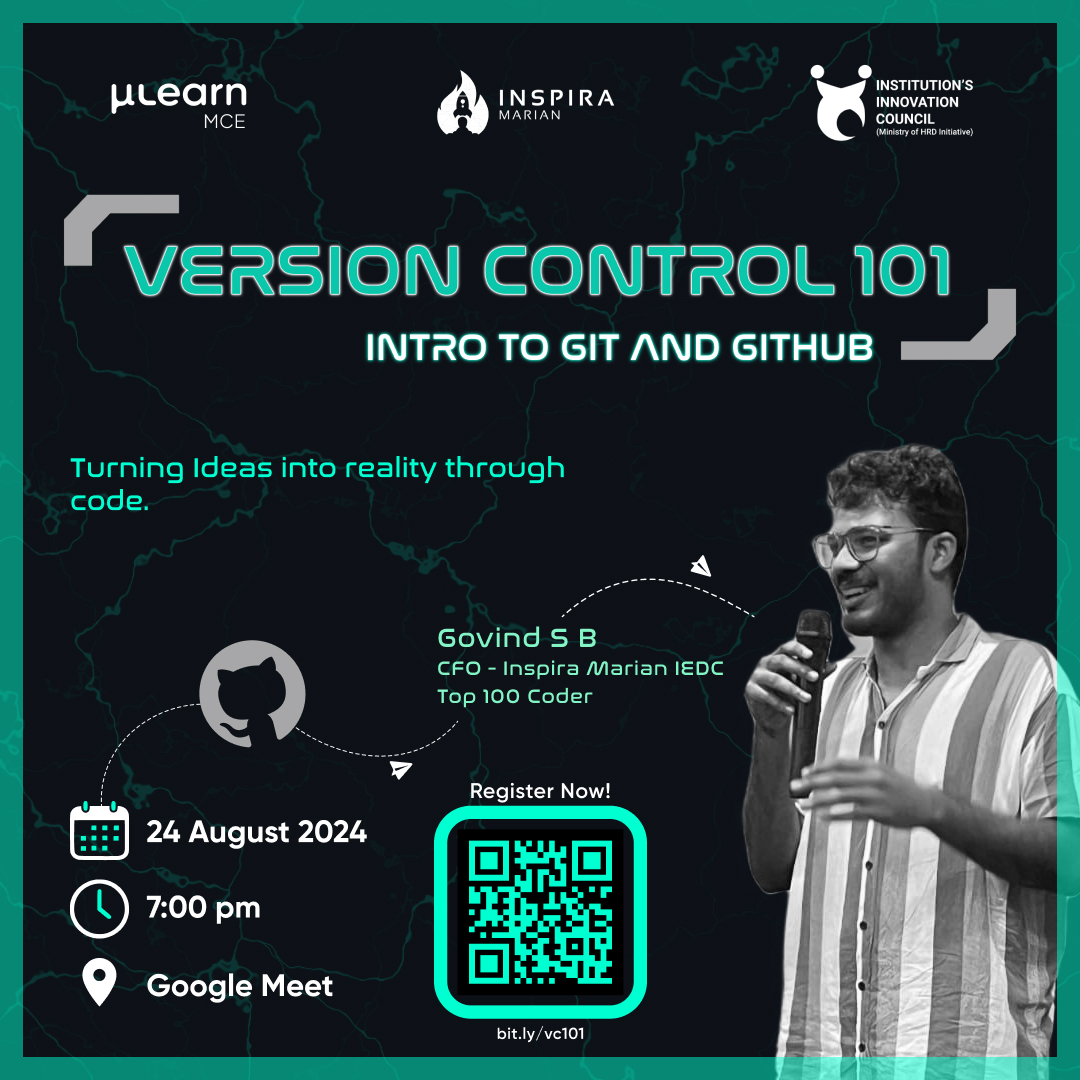 µLearn
MCE
INSPIRA
MARIAN
INSTITUTION'S
INNOVATION
COUNCIL
(Ministry of HRD Initiative)
VERSION CONTROL 101
INTRO TO GIT AND GITHUB
Turning Ideas into reality through
code.
Govind S B
CFO - Inspira Marian IEDC
Top 100 Coder
24 August 2024
7:00 pm
Google Meet
Register Now!
bit.ly/vc101